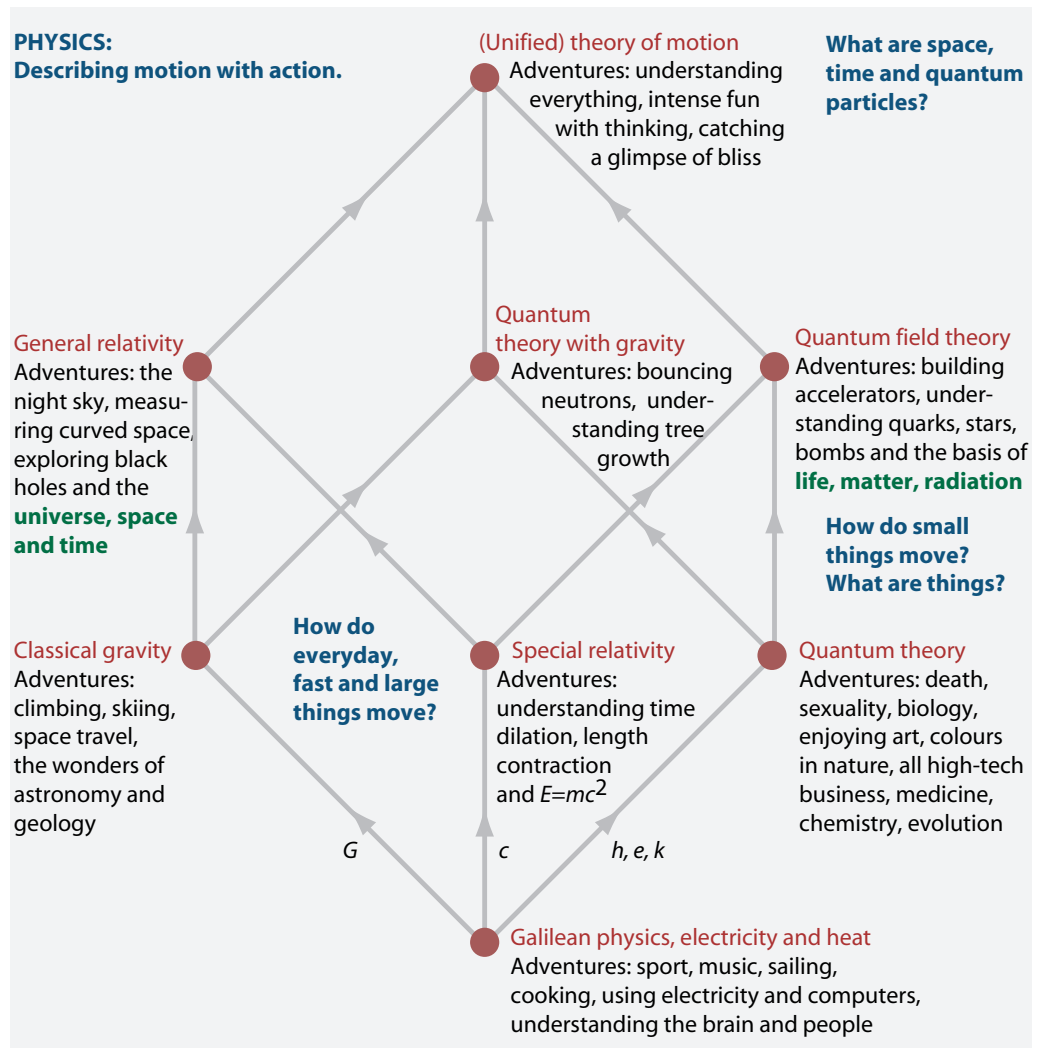 PHYSICS:
Describing motion with action.
(Unified) theory of motion
Adventures: understanding
everything, intense fun
with thinking, catching
a glimpse of bliss
What are space,
time and quantum
particles?
General relativity
Adventures: the
night sky, measu-
ring curved space,
exploring black
holes and the
universe, space
and time
Quantum
theory with gravity
Adventures: bouncing
neutrons, under-
standing tree
growth
Quantum field theory
Adventures: building
accelerators, under-
standing quarks, stars,
bombs and the basis of
life, matter, radiation
How do small
things move?
What are things?
Classical gravity
Adventures:
climbing, skiing,
space travel,
the wonders of
astronomy and
geology
How do
everyday,
fast and large
things move?
Special relativity
Adventures:
understanding time
dilation, length
contraction
and E=mc²
Quantum theory
Adventures: death,
sexuality, biology,
enjoying art, colours
in nature, all high-tech
business, medicine,
chemistry, evolution
G
c
h, e, k
Galilean physics, electricity and heat
Adventures: sport, music, sailing,
cooking, using electricity and computers,
understanding the brain and people